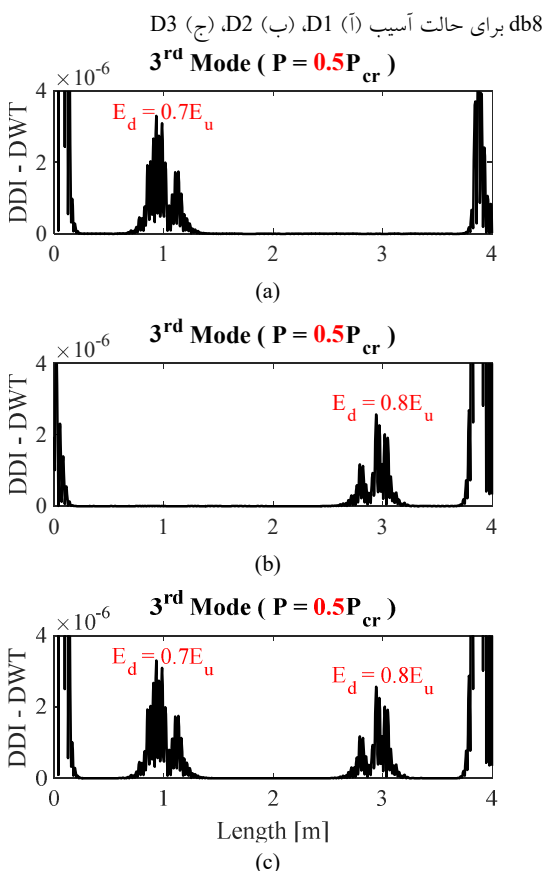 db8 برای حالت آسیب (آ) D1، (ب) D2، (ج) D3
3rd Mode ( P = 0.5Pcr )
×10-6
DDI - DWT
4
2
0
Ed = 0.7Eu
0 1 2 3 4
(a)
3rd Mode ( P = 0.5Pcr )
×10-6
DDI - DWT
4
2
0
Ed = 0.8Eu
0 1 2 3 4
(b)
3rd Mode ( P = 0.5Pcr )
×10-6
DDI - DWT
4
2
0
Ed = 0.7Eu
Ed = 0.8Eu
0 1 2 3 4
Length [m]
(c)